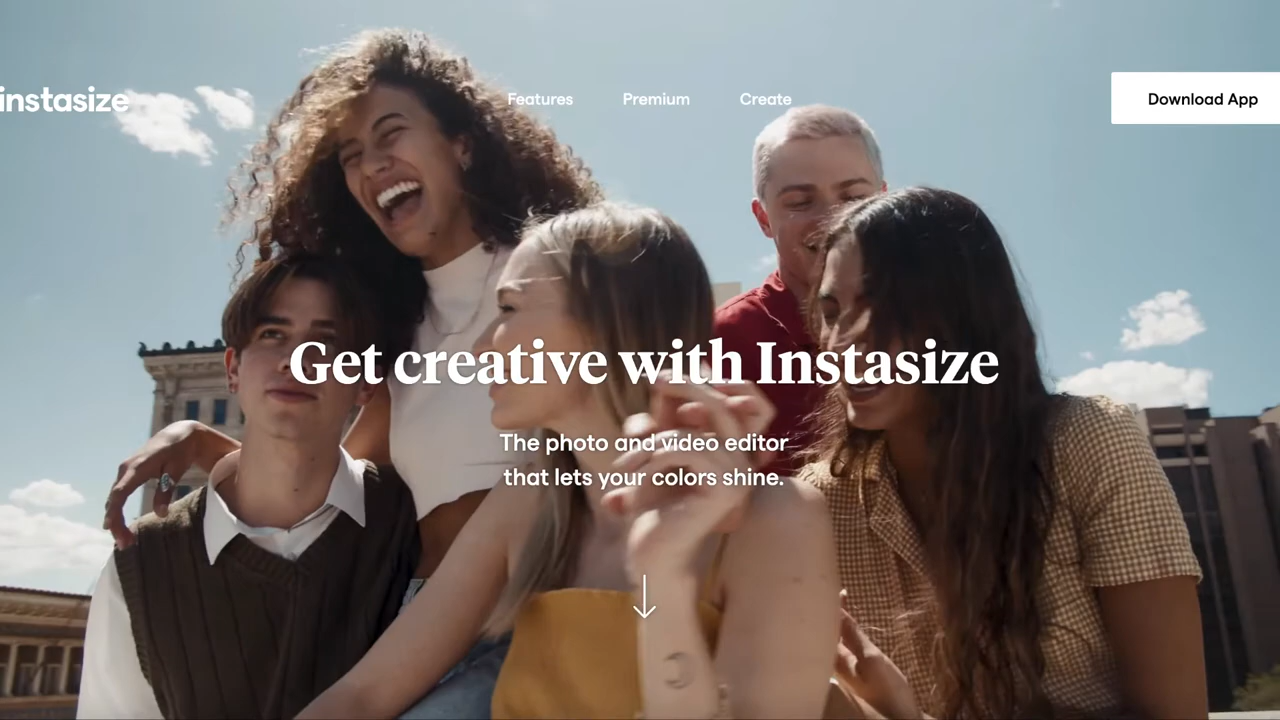 instasize
Features
Premium
Create
Download App
Get creative with Instasize
The photo and video editor
that lets your colors shine.